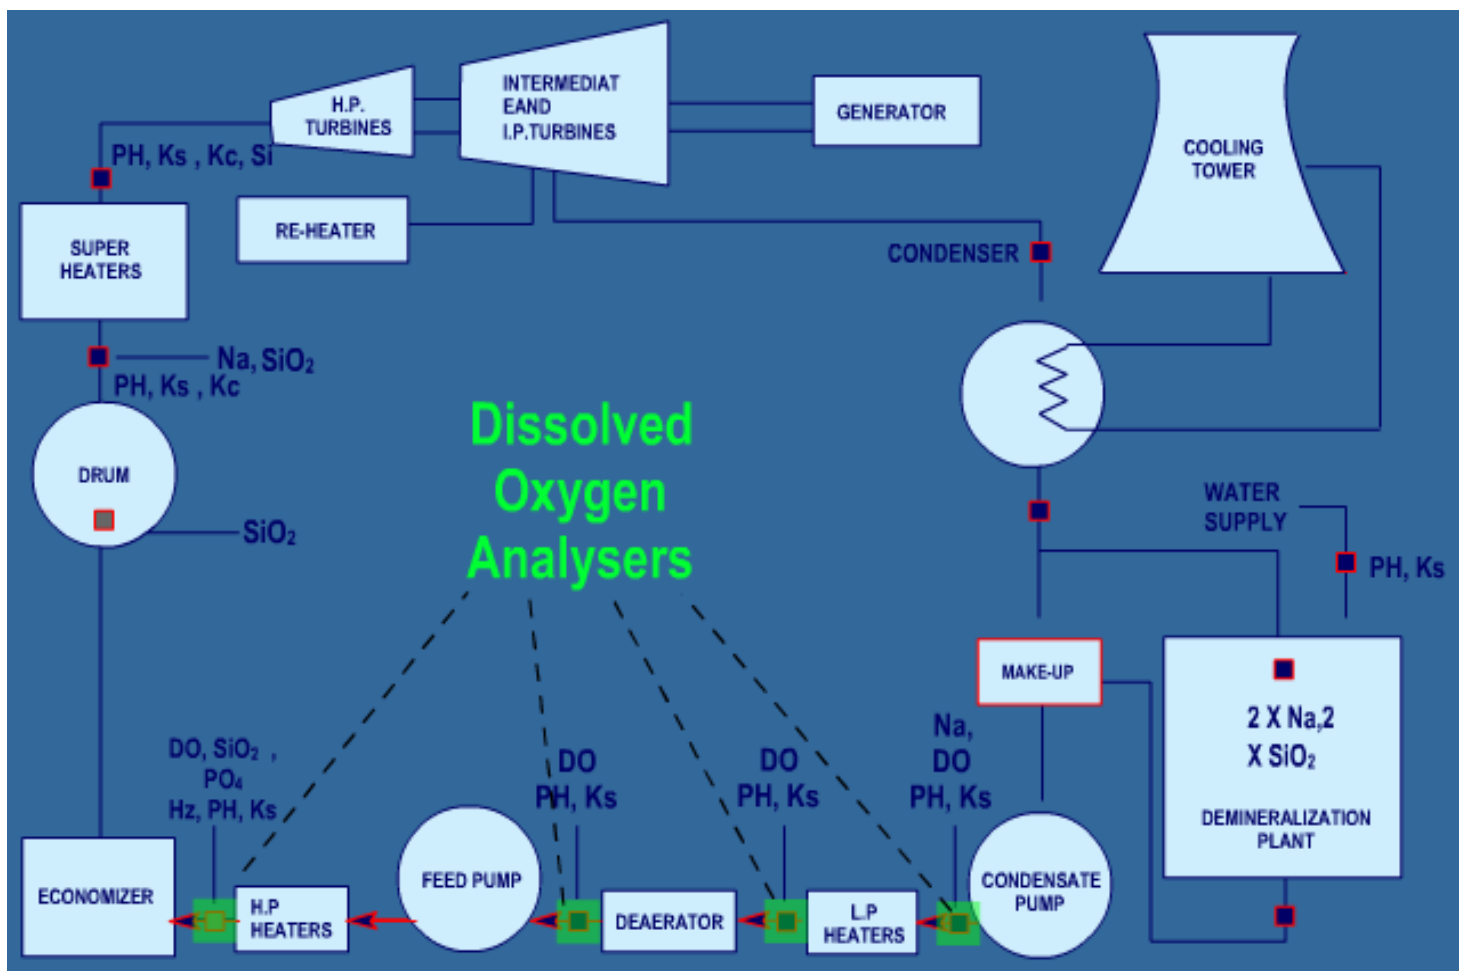 H.P.
TURBINES
INTERMEDIAT
EAND
I.P.TURBINES
GENERATOR
COOLING
TOWER
PH, Ks , Kc, Si
RE-HEATER
SUPER
HEATERS
CONDENSER
Na, SiO₂
PH, Ks , Kc
Dissolved
Oxygen
Analysers
DRUM
SiO₂
WATER
SUPPLY
PH, Ks
MAKE-UP
2 X Na,2
X SiO₂
DEMINERALIZATION
PLANT
DO, SiO₂ ,
PO₄
Hz, PH, Ks
DO
PH, Ks
DO
PH, Ks
Na,
DO
PH, Ks
ECONOMIZER
H.P
HEATERS
FEED PUMP
DEAERATOR
L.P
HEATERS
CONDENSATE
PUMP